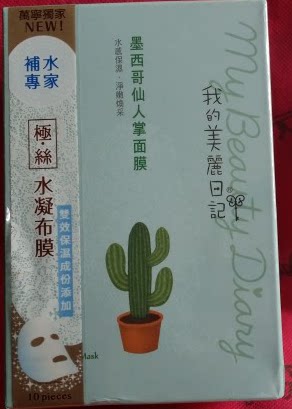 萬寧獨家
NEW!
補水
專家
極·絲
水凝布膜
雙效保濕成份添加
10 pieces
墨西哥仙人掌面膜
水感保濕·淨嫩煥采
My Beauty Diary
我的美麗日記
Mask